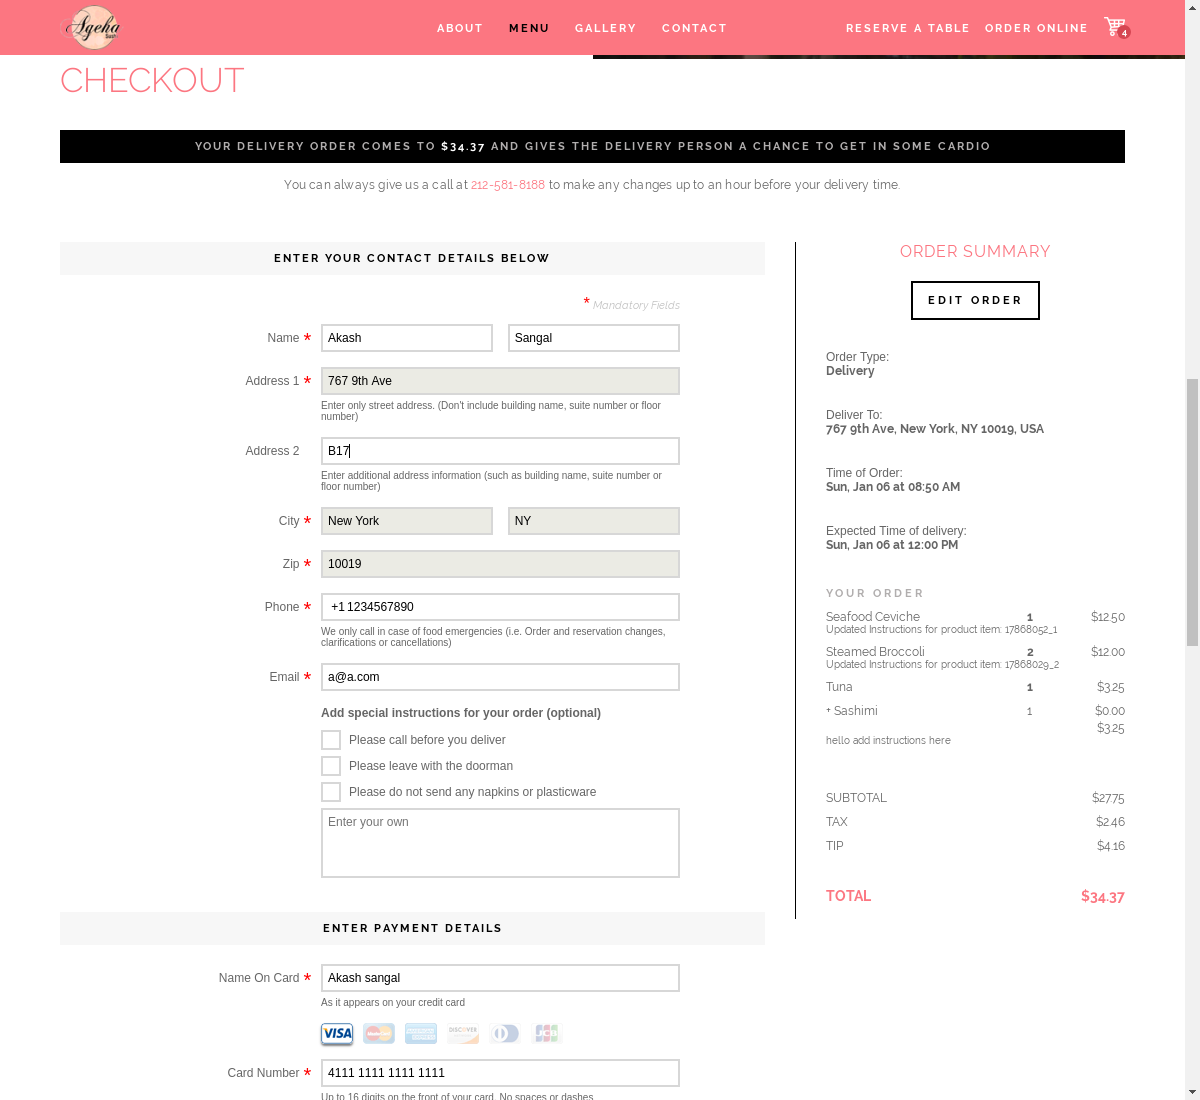 Ageha
Sushi
ABOUT MENU GALLERY CONTACT RESERVE A TABLE ORDER ONLINE 4
CHECKOUT
YOUR DELIVERY ORDER COMES TO $34.37 AND GIVES THE DELIVERY PERSON A CHANCE TO GET IN SOME CARDIO
You can always give us a call at 212-581-8188 to make any changes up to an hour before your delivery time.
ENTER YOUR CONTACT DETAILS BELOW
* Mandatory Fields
Name * Akash Sangal
Address 1 * 767 9th Ave
Enter only street address. (Don't include building name, suite number or floor
number)
Address 2 B17
Enter additional address information (such as building name, suite number or
floor number)
City * New York NY
Zip * 10019
Phone * +1 1234567890
We only call in case of food emergencies (i.e. Order and reservation changes,
clarifications or cancellations)
Email * a@a.com
Add special instructions for your order (optional)
Please call before you deliver
Please leave with the doorman
Please do not send any napkins or plasticware
Enter your own
ENTER PAYMENT DETAILS
Name On Card * Akash sangal
As it appears on your credit card
VISA MasterCard AMERICAN EXPRESS DISCOVER JCB
Card Number * 4111 1111 1111 1111
Up to 16 digits on the front of your card. No spaces or dashes
ORDER SUMMARY
EDIT ORDER
Order Type:
Delivery
Deliver To:
767 9th Ave, New York, NY 10019, USA
Time of Order:
Sun, Jan 06 at 08:50 AM
Expected Time of delivery:
Sun, Jan 06 at 12:00 PM
YOUR ORDER
Seafood Ceviche 1 $12.50
Updated Instructions for product item: 17868052_1
Steamed Broccoli 2 $12.00
Updated Instructions for product item: 17868029_2
Tuna 1 $3.25
+ Sashimi 1 $0.00
$3.25
hello add instructions here
SUBTOTAL $27.75
TAX $2.46
TIP $4.16
TOTAL $34.37